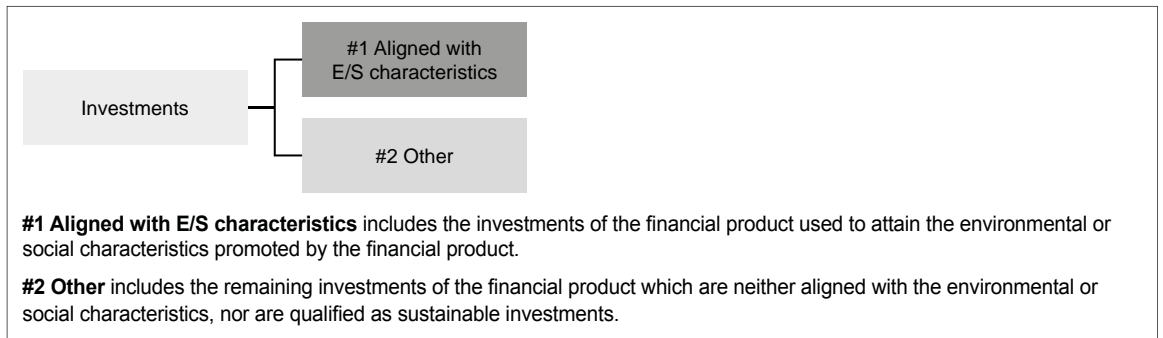 #1 Aligned with
E/S characteristics
Investments
#2 Other
#1 Aligned with E/S characteristics includes the investments of the financial product used to attain the environmental or
social characteristics promoted by the financial product.
#2 Other includes the remaining investments of the financial product which are neither aligned with the environmental or
social characteristics, nor are qualified as sustainable investments.